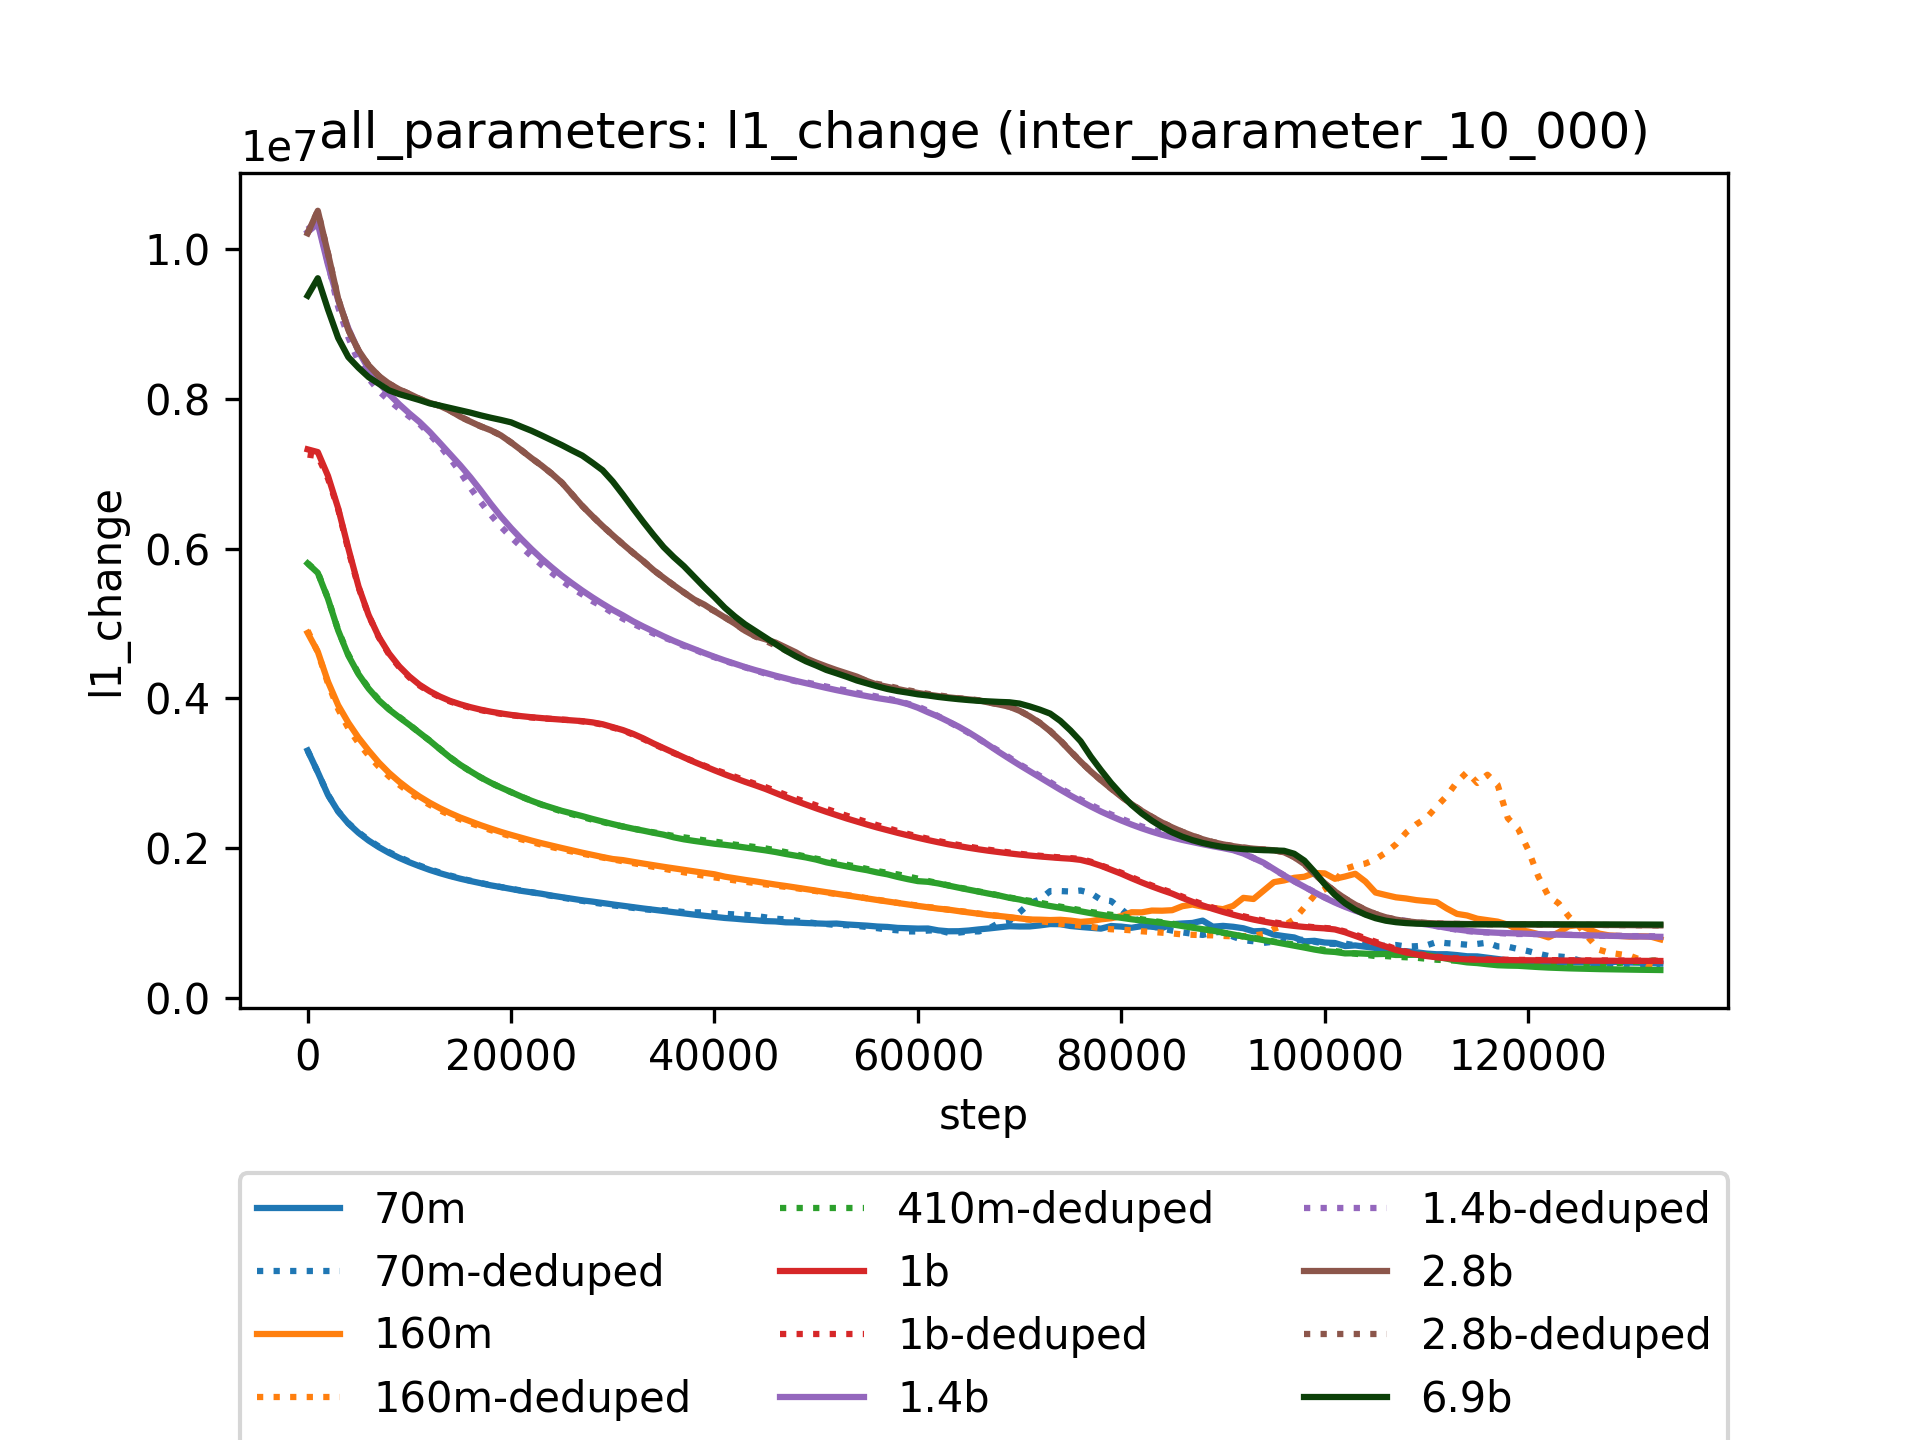 1e7
all_parameters: l1_change (inter_parameter_10_000)
l1_change
1.0
0.8
0.6
0.4
0.2
0.0
0 20000 40000 60000 80000 100000 120000
step
70m
70m-deduped
160m
160m-deduped
410m-deduped
1b
1b-deduped
1.4b
1.4b-deduped
2.8b
2.8b-deduped
6.9b